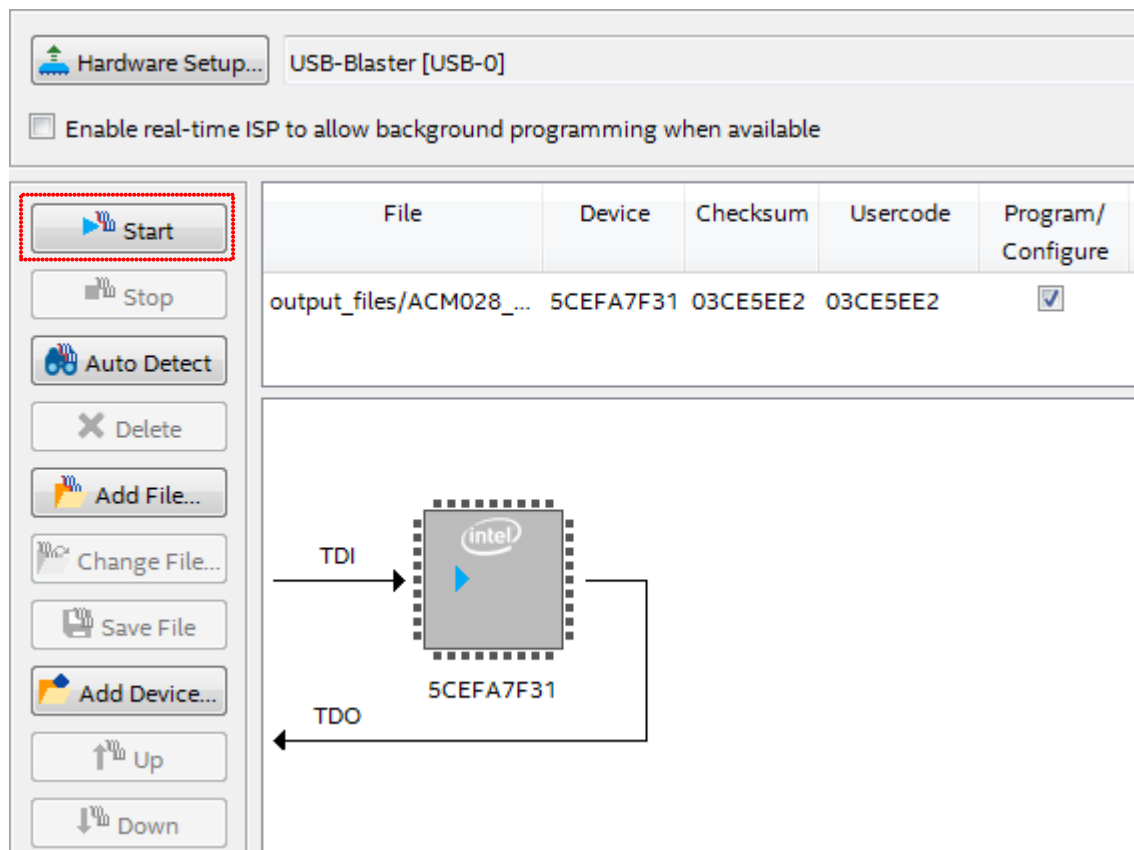 Hardware Setup...
USB-Blaster [USB-0]
Enable real-time ISP to allow background programming when available
Start
Stop
Auto Detect
Delete
Add File...
Change File...
Save File
Add Device...
Up
Down
File Device Checksum Usercode Program/
Configure
output_files/ACM028_... 5CEFA7F31 03CE5EE2 03CE5EE2
TDI
intel
5CEFA7F31
TDO